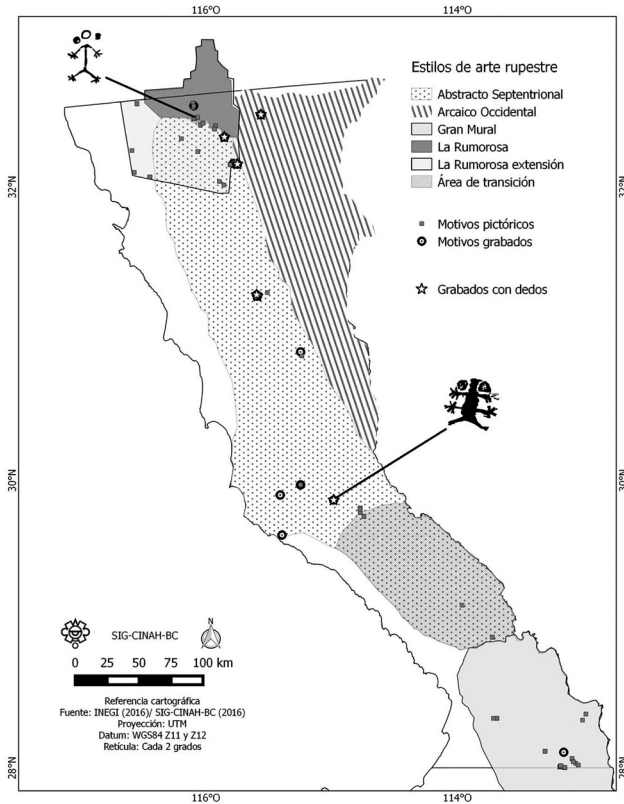 116°O
114°O
Estilos de arte rupestre
Abstracto Septentrional
Arcaico Occidental
Gran Mural
La Rumorosa
La Rumorosa extensión
Área de transición
Motivos pictóricos
Motivos grabados
Grabados con dedos
32°N
32°N
30°N
30°N
N
SIG-CINAH-BC
0 25 50 75 100 km
Referencia cartográfica
Fuente: INEGI (2016)/ SIG-CINAH-BC (2016)
Proyección: UTM
Datum: WGS84 Z11 y Z12
Retícula: Cada 2 grados
28°N
28°N
116°O
114°O